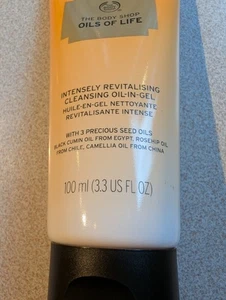 THE BODY SHOP
OILS OF LIFE
INTENSELY REVITALISING
CLEANSING OIL-IN-GEL
HUILE-EN-GEL NETTOYANTE
REVITALISANTE INTENSE
WITH 3 PRECIOUS SEED OILS
BLACK CUMIN OIL FROM EGYPT, ROSEHIP OIL
FROM CHILE, CAMELLIA OIL FROM CHINA
100 ml (3.3 US FL OZ)